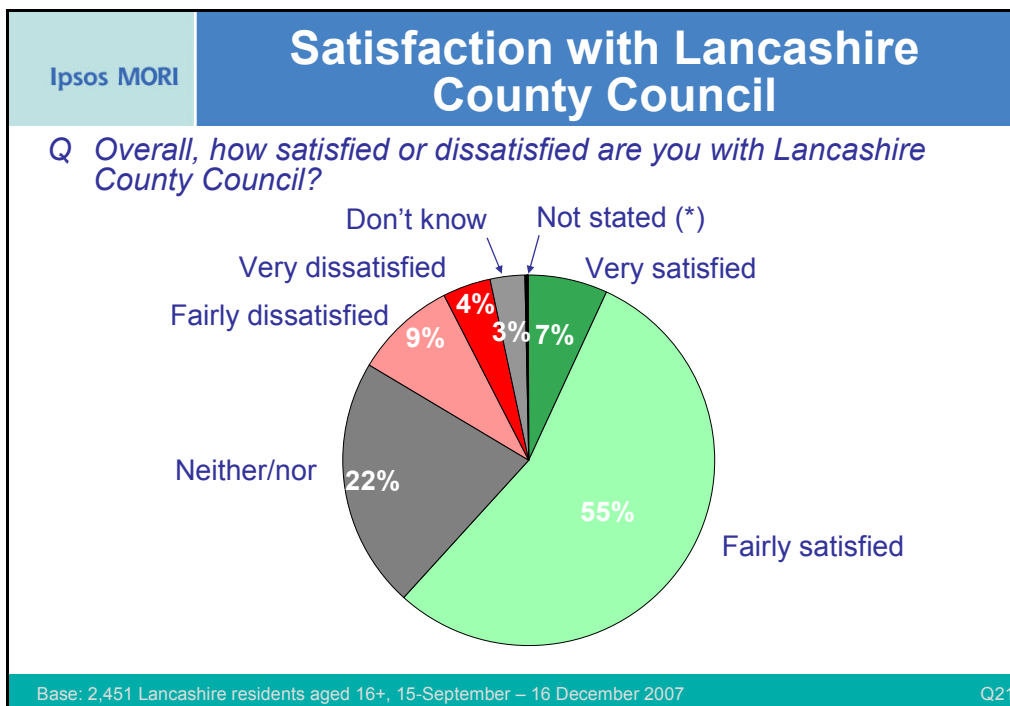 Ipsos MORI
Satisfaction with Lancashire
County Council
Q Overall, how satisfied or dissatisfied are you with Lancashire
County Council?
Don't know
Not stated (*)
Very dissatisfied
Very satisfied
Fairly dissatisfied
4%
3%
7%
9%
Neither/nor
22%
55%
Fairly satisfied
Base: 2,451 Lancashire residents aged 16+, 15-September – 16 December 2007
Q21